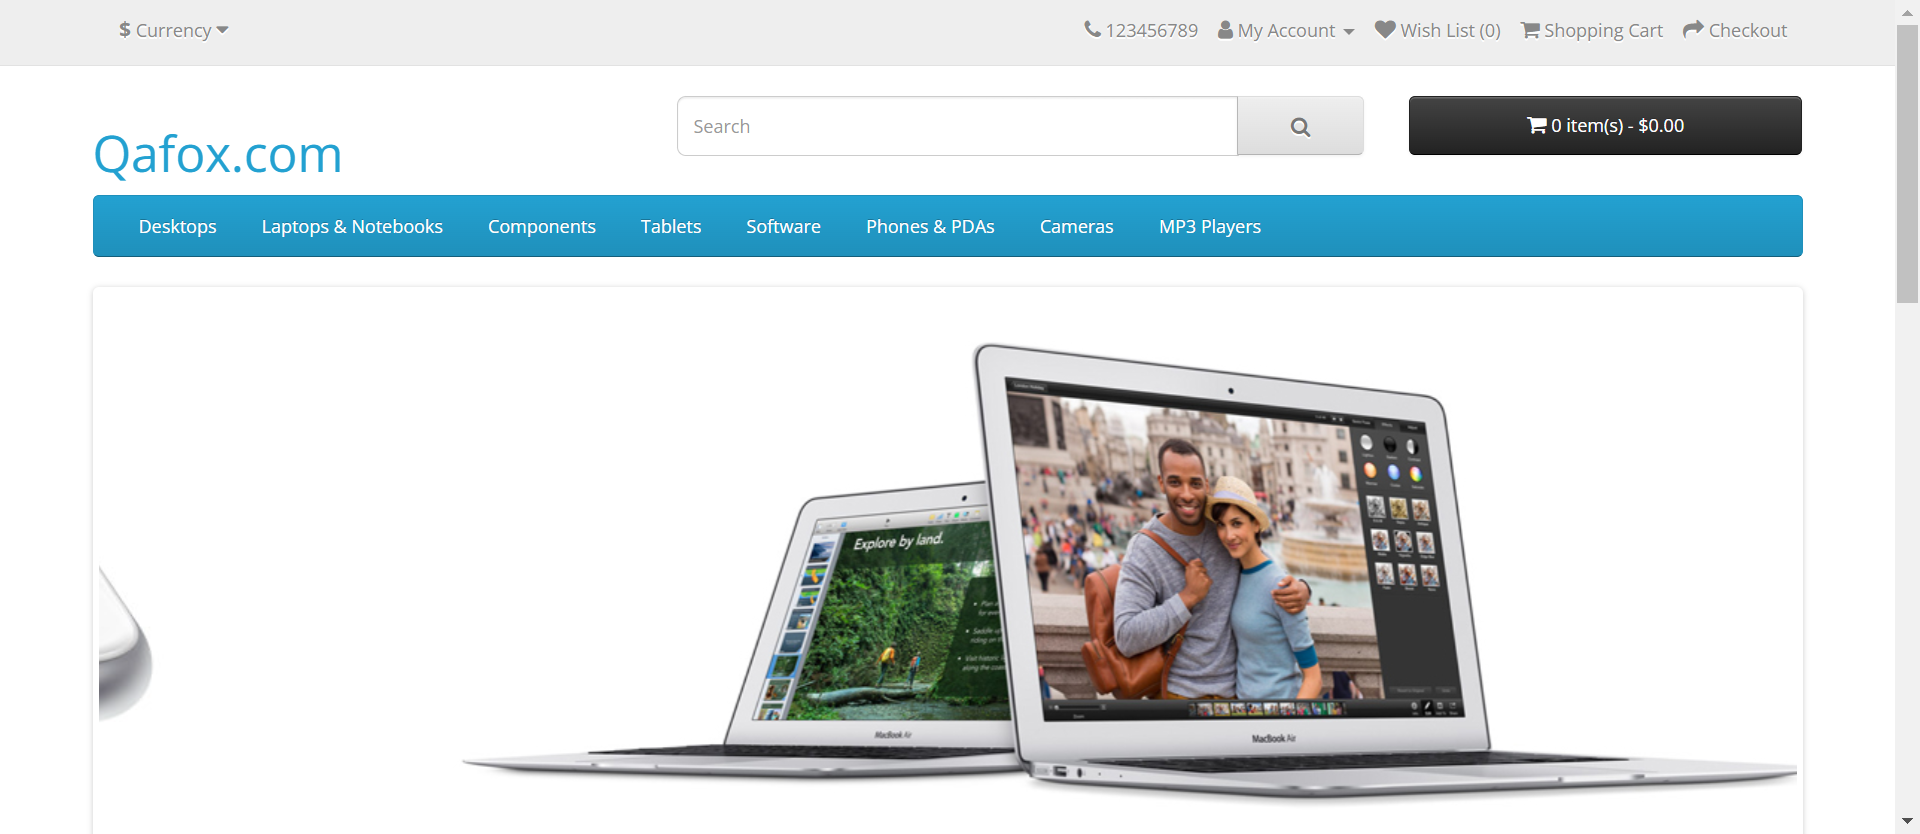 $ Currency
123456789 My Account Wish List (0) Shopping Cart Checkout
Qafox.com
Search
0 item(s) - $0.00
Desktops Laptops & Notebooks Components Tablets Software Phones & PDAs Cameras MP3 Players
Explore by land.
MacBook Air
MacBook Air